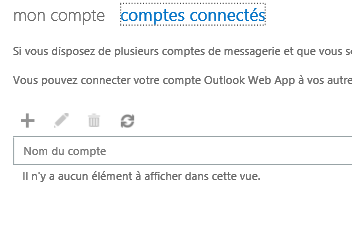 mon compte comptes connectés
Si vous disposez de plusieurs comptes de messagerie et que vous
Vous pouvez connecter votre compte Outlook Web App à vos autre
Nom du compte
Il n'y a aucun élément à afficher dans cette vue.